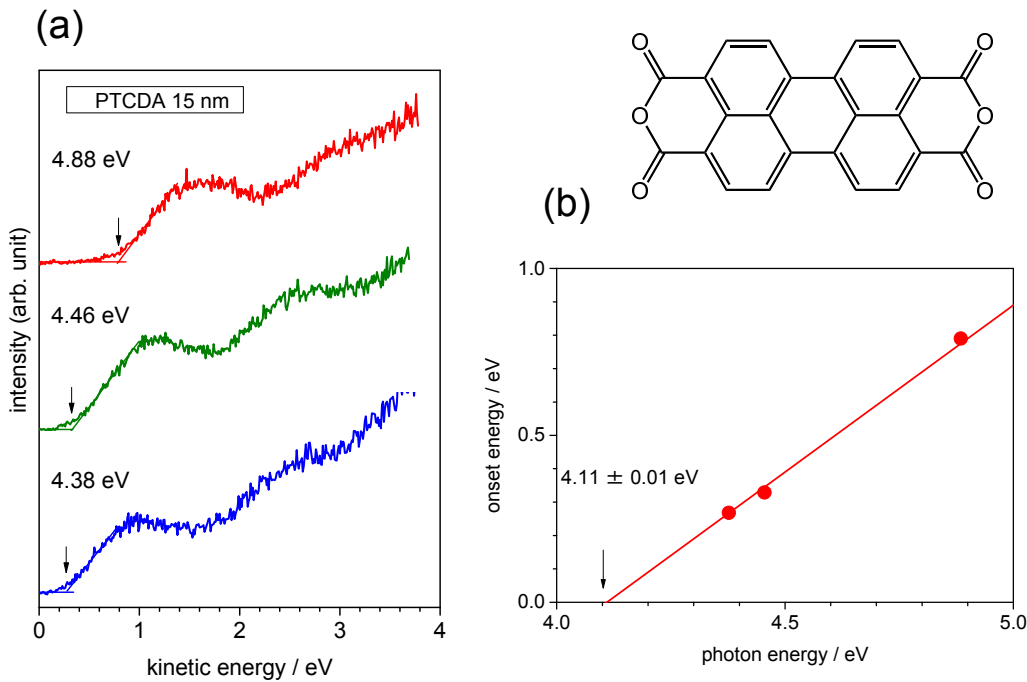 (a)
PTCDA 15 nm
4.88 eV
4.46 eV
4.38 eV
intensity (arb. unit)
0 1 2 3 4
kinetic energy / eV
O O
O O
O O
(b)
1.0
0.5
0.0
onset energy / eV
4.11 ± 0.01 eV
4.0 4.5 5.0
photon energy / eV